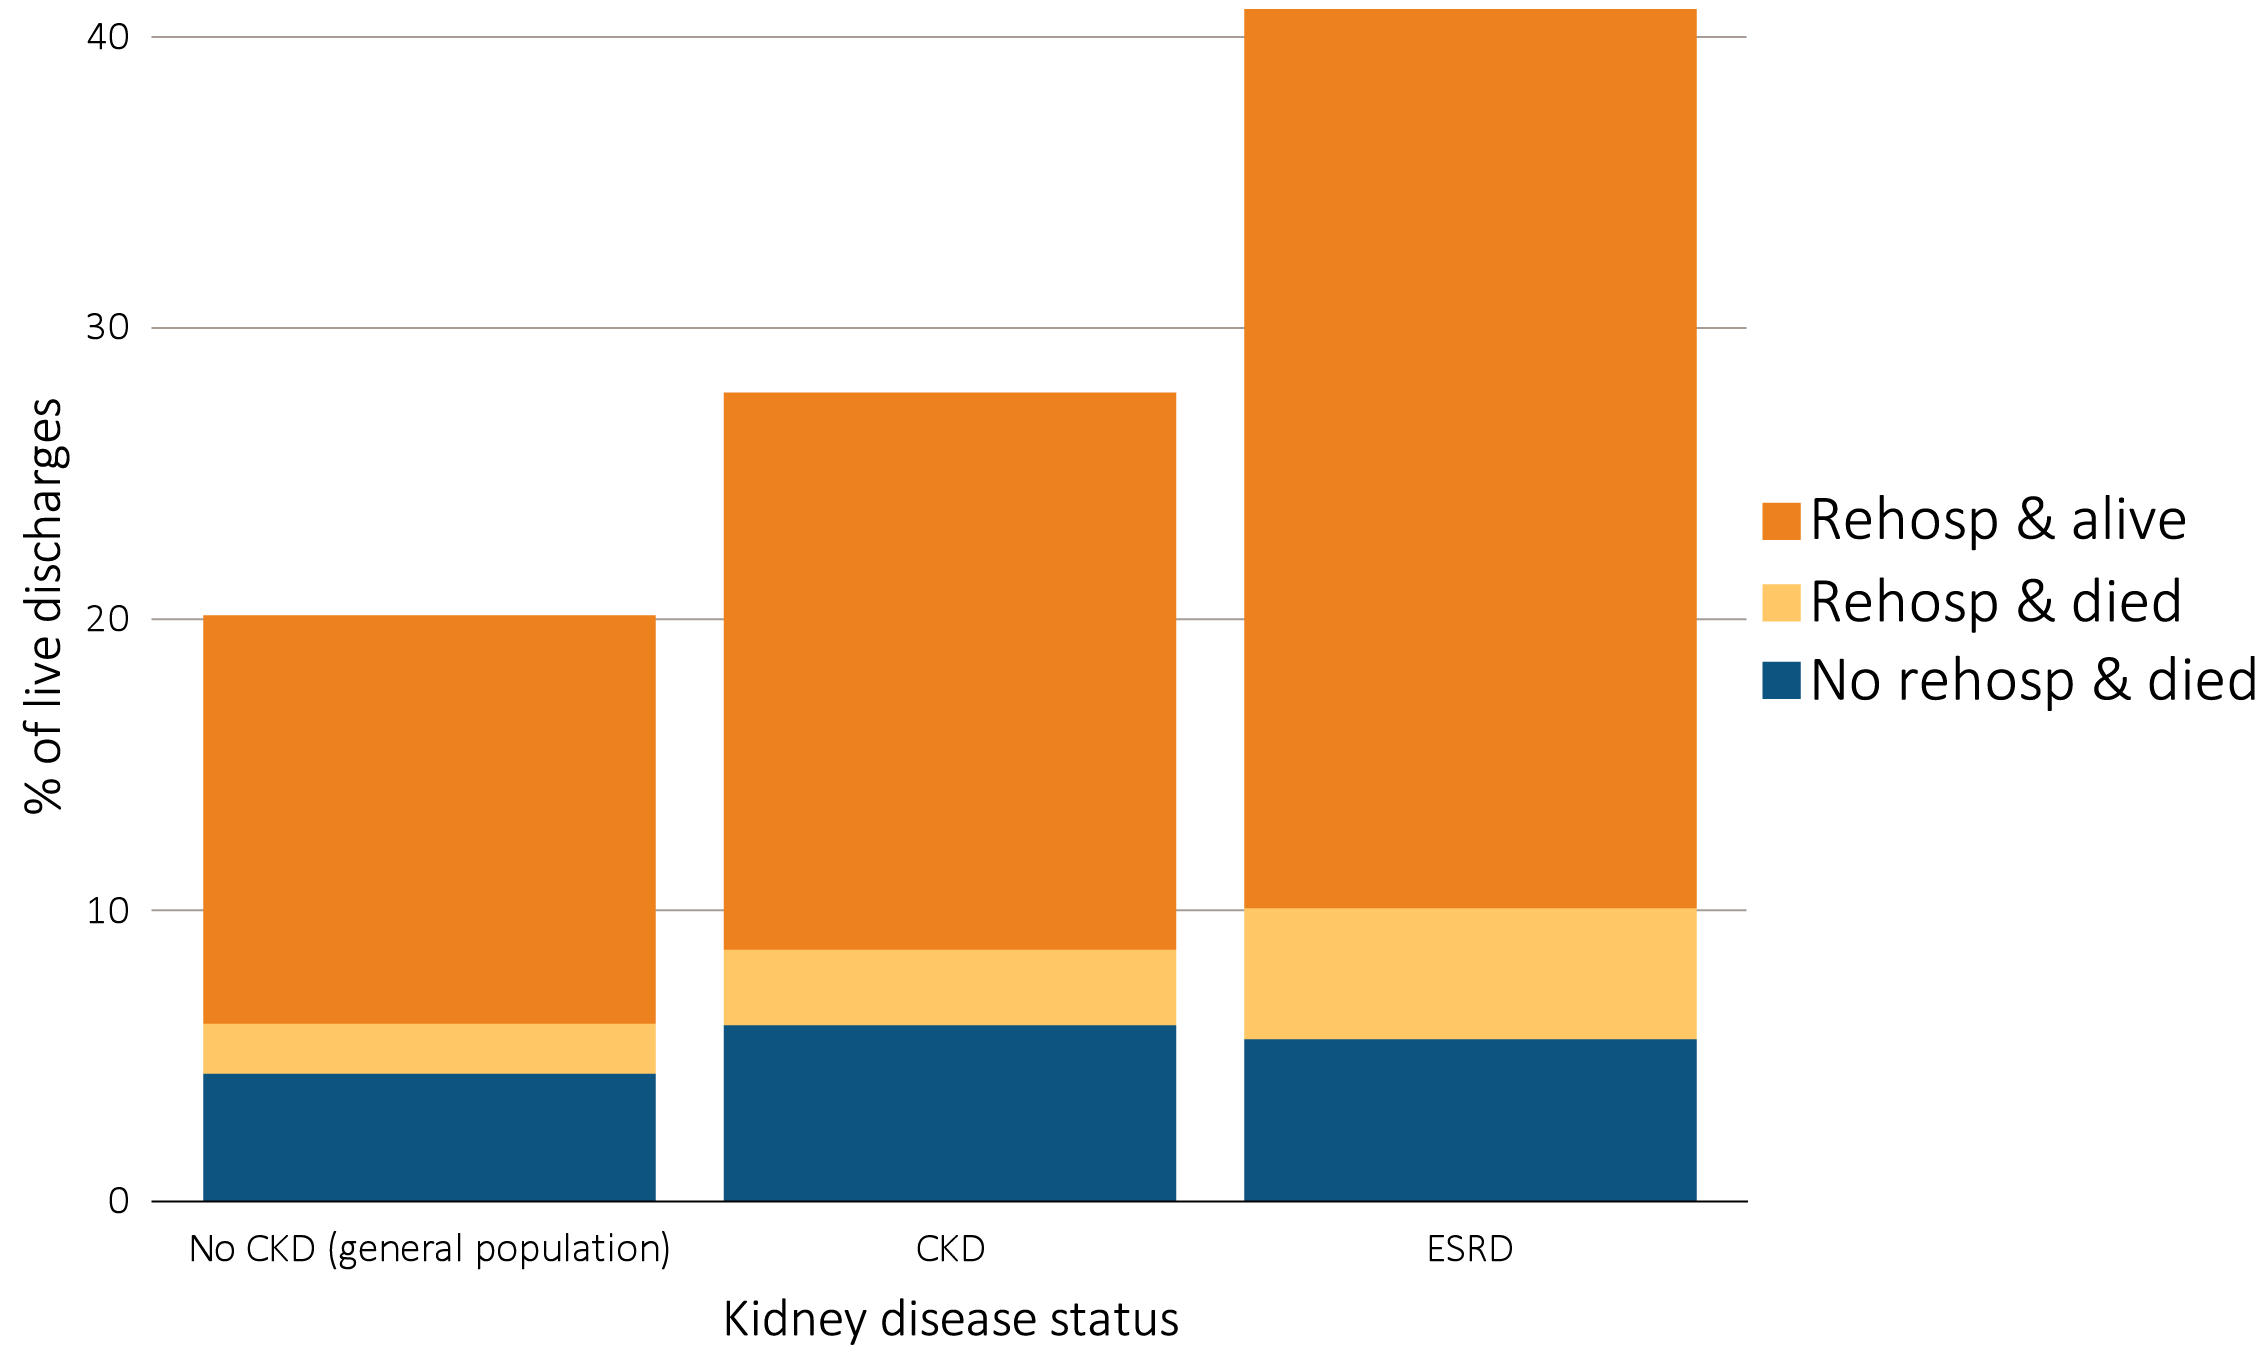 40
30
20
10
0
% of live discharges
No CKD (general population)
CKD
ESRD
Kidney disease status
Rehosp & alive
Rehosp & died
No rehosp & died